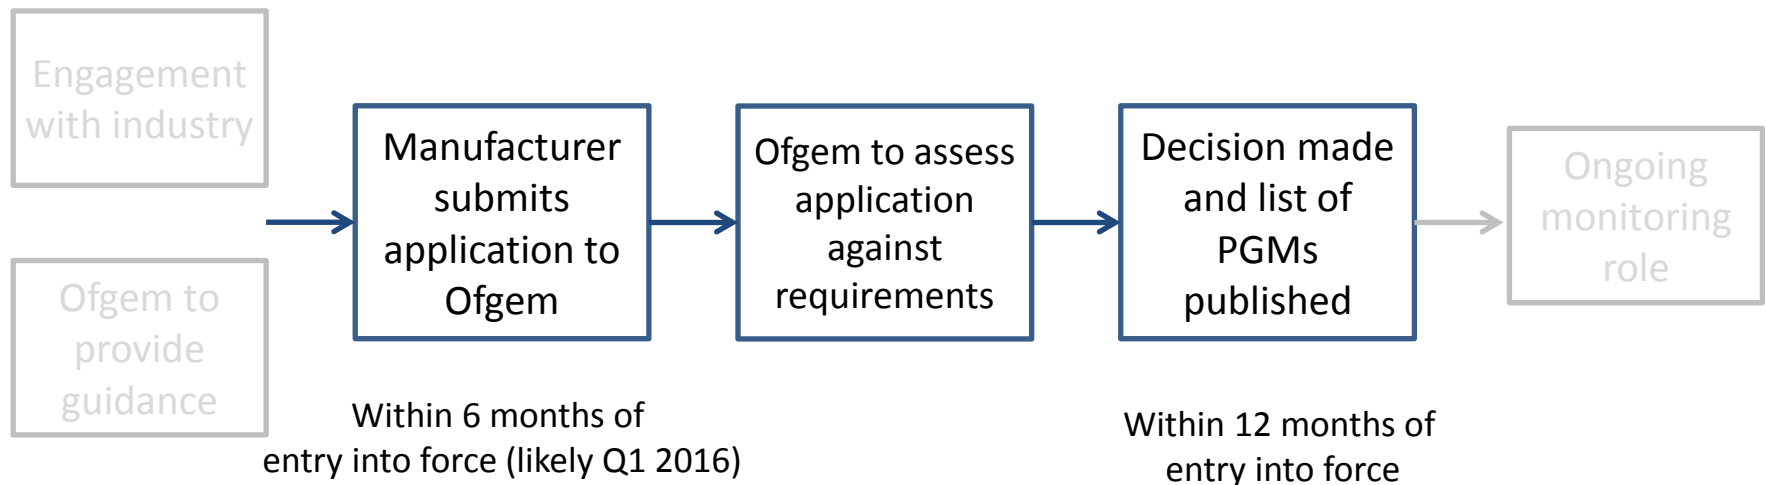 Engagement
with industry
Ofgem to
provide
guidance
Manufacturer
submits
application to
Ofgem
Within 6 months of
entry into force (likely Q1 2016)
Ofgem to assess
application
against
requirements
Decision made
and list of
PGMs
published
Within 12 months of
entry into force
Ongoing
monitoring
role